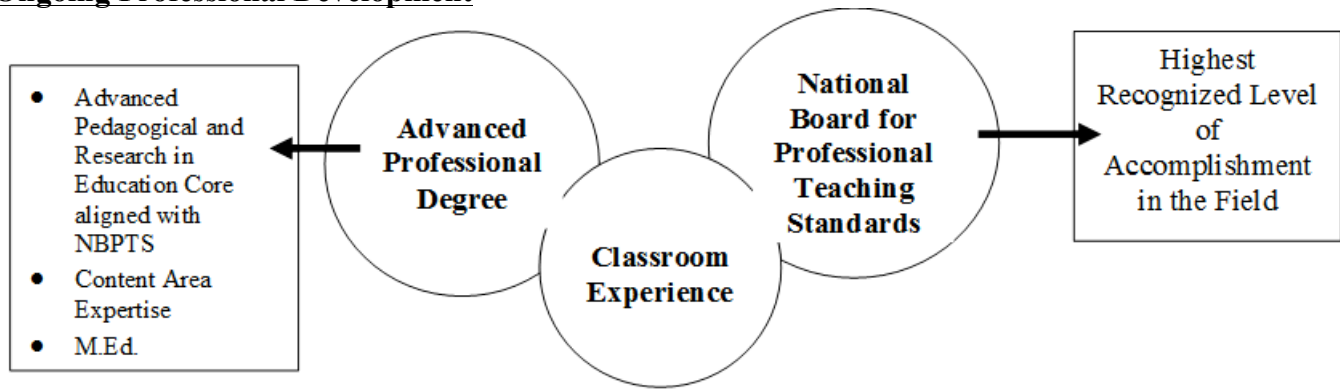 Ongoing Professional Development
● Advanced
Pedagogical and
Research in
Education Core
aligned with
NBPTS
● Content Area
Expertise
● M.Ed.
Advanced
Professional
Degree
Classroom
Experience
National
Board for
Professional
Teaching
Standards
Highest
Recognized Level
of
Accomplishment
in the Field